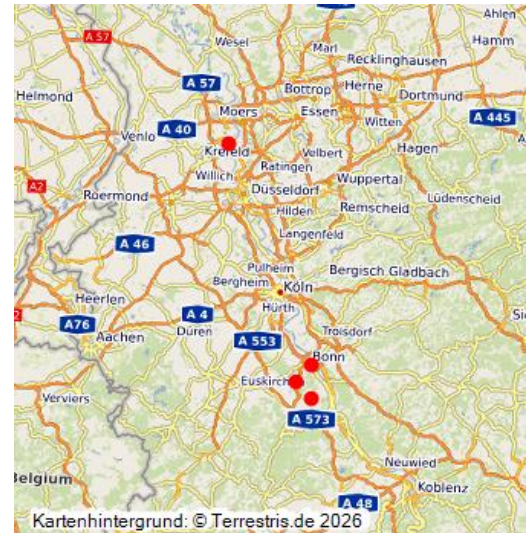 Ahlen
A 57
Wesel
Marl
Hamm
Recklinghausen
A 57
Bottrop
Herne
Dortmund
Helmond
Moers
Essen
A 445
A 40
Witten
Venlo
Krefeld
Velbert
Hagen
Ratingen
A2
Willich
Wuppertal
Roermond
Düsseldorf
Lüdenscheid
Hilden
Remscheid
A 46
Langenfeld
Pulheim
Bergheim
Köln
Bergisch Gladbach
Heerlen
Hürth
A76
A 4
Aachen
Düren
A 553
Troisdorf
Bonn
Euskirch
Verviers
A 573
Neuwied
Belgium
Koblenz
A 48
Kartenhintergrund: © Terrestris.de 2026